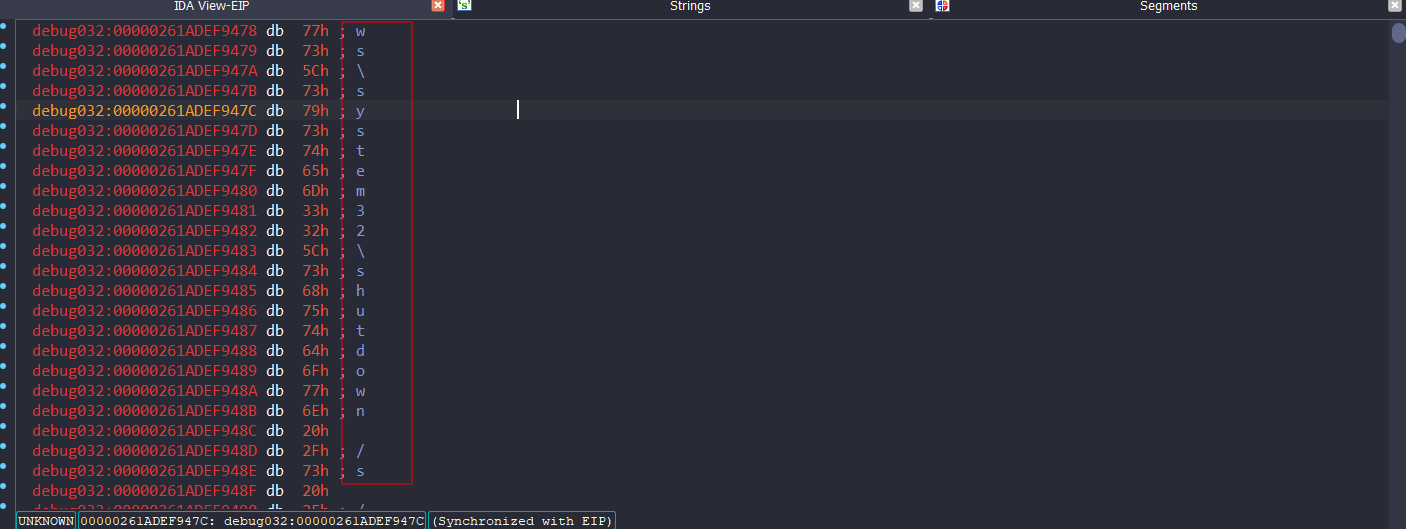 IDA View-EIP Strings Segments
debug032:00000261ADEF9478 db 77h ; w
debug032:00000261ADEF9479 db 73h ; s
debug032:00000261ADEF947A db 5Ch ; \
debug032:00000261ADEF947B db 73h ; s
debug032:00000261ADEF947C db 79h ; y
debug032:00000261ADEF947D db 73h ; s
debug032:00000261ADEF947E db 74h ; t
debug032:00000261ADEF947F db 65h ; e
debug032:00000261ADEF9480 db 6Dh ; m
debug032:00000261ADEF9481 db 33h ; 3
debug032:00000261ADEF9482 db 32h ; 2
debug032:00000261ADEF9483 db 5Ch ; \
debug032:00000261ADEF9484 db 73h ; s
debug032:00000261ADEF9485 db 68h ; h
debug032:00000261ADEF9486 db 75h ; u
debug032:00000261ADEF9487 db 74h ; t
debug032:00000261ADEF9488 db 64h ; d
debug032:00000261ADEF9489 db 6Fh ; o
debug032:00000261ADEF948A db 77h ; w
debug032:00000261ADEF948B db 6Eh ; n
debug032:00000261ADEF948C db 20h
debug032:00000261ADEF948D db 2Fh ; /
debug032:00000261ADEF948E db 73h ; s
debug032:00000261ADEF948F db 20h
UNKNOWN 00000261ADEF947C: debug032:00000261ADEF947C (Synchronized with EIP)